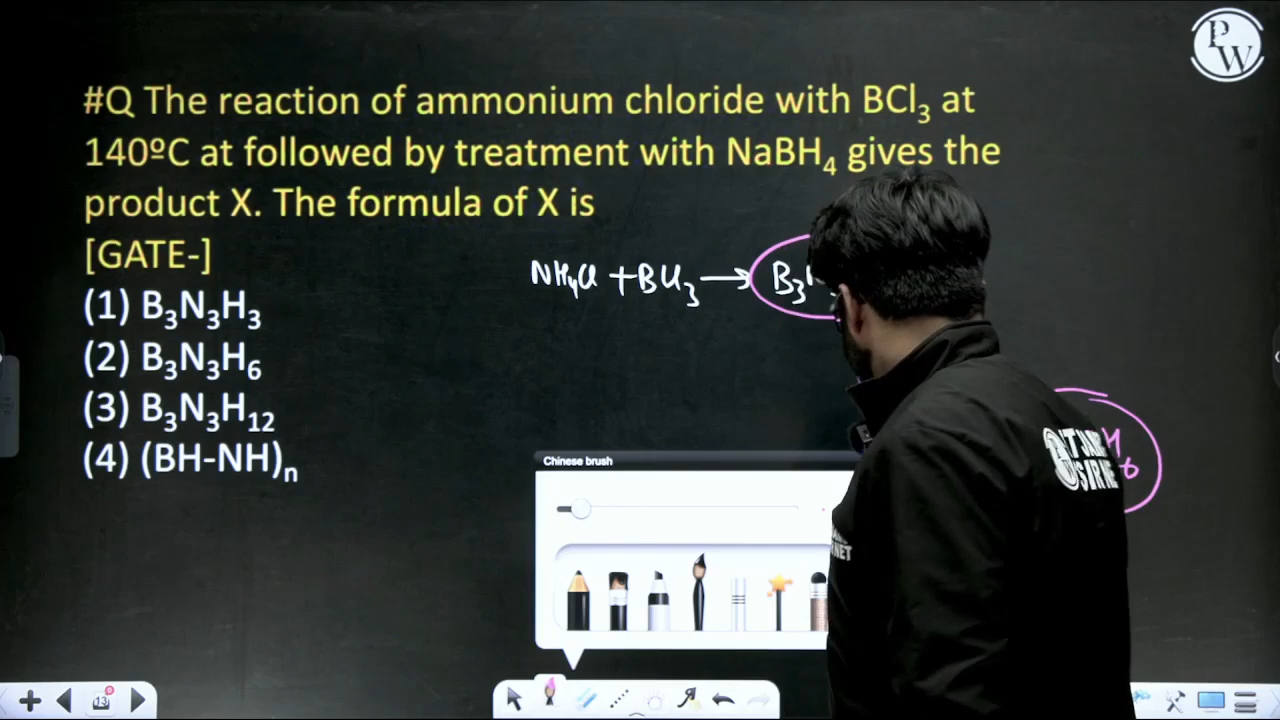 P
W
#Q The reaction of ammonium chloride with BCl₃ at
140ºC at followed by treatment with NaBH₄ gives the
product X. The formula of X is
[GATE-]
NH₄Cl + BCl₃ → B₃
(1) B₃N₃H₃
(2) B₃N₃H₆
(3) B₃N₃H₁₂
(4) (BH-NH)ₙ
Chinese brush
13